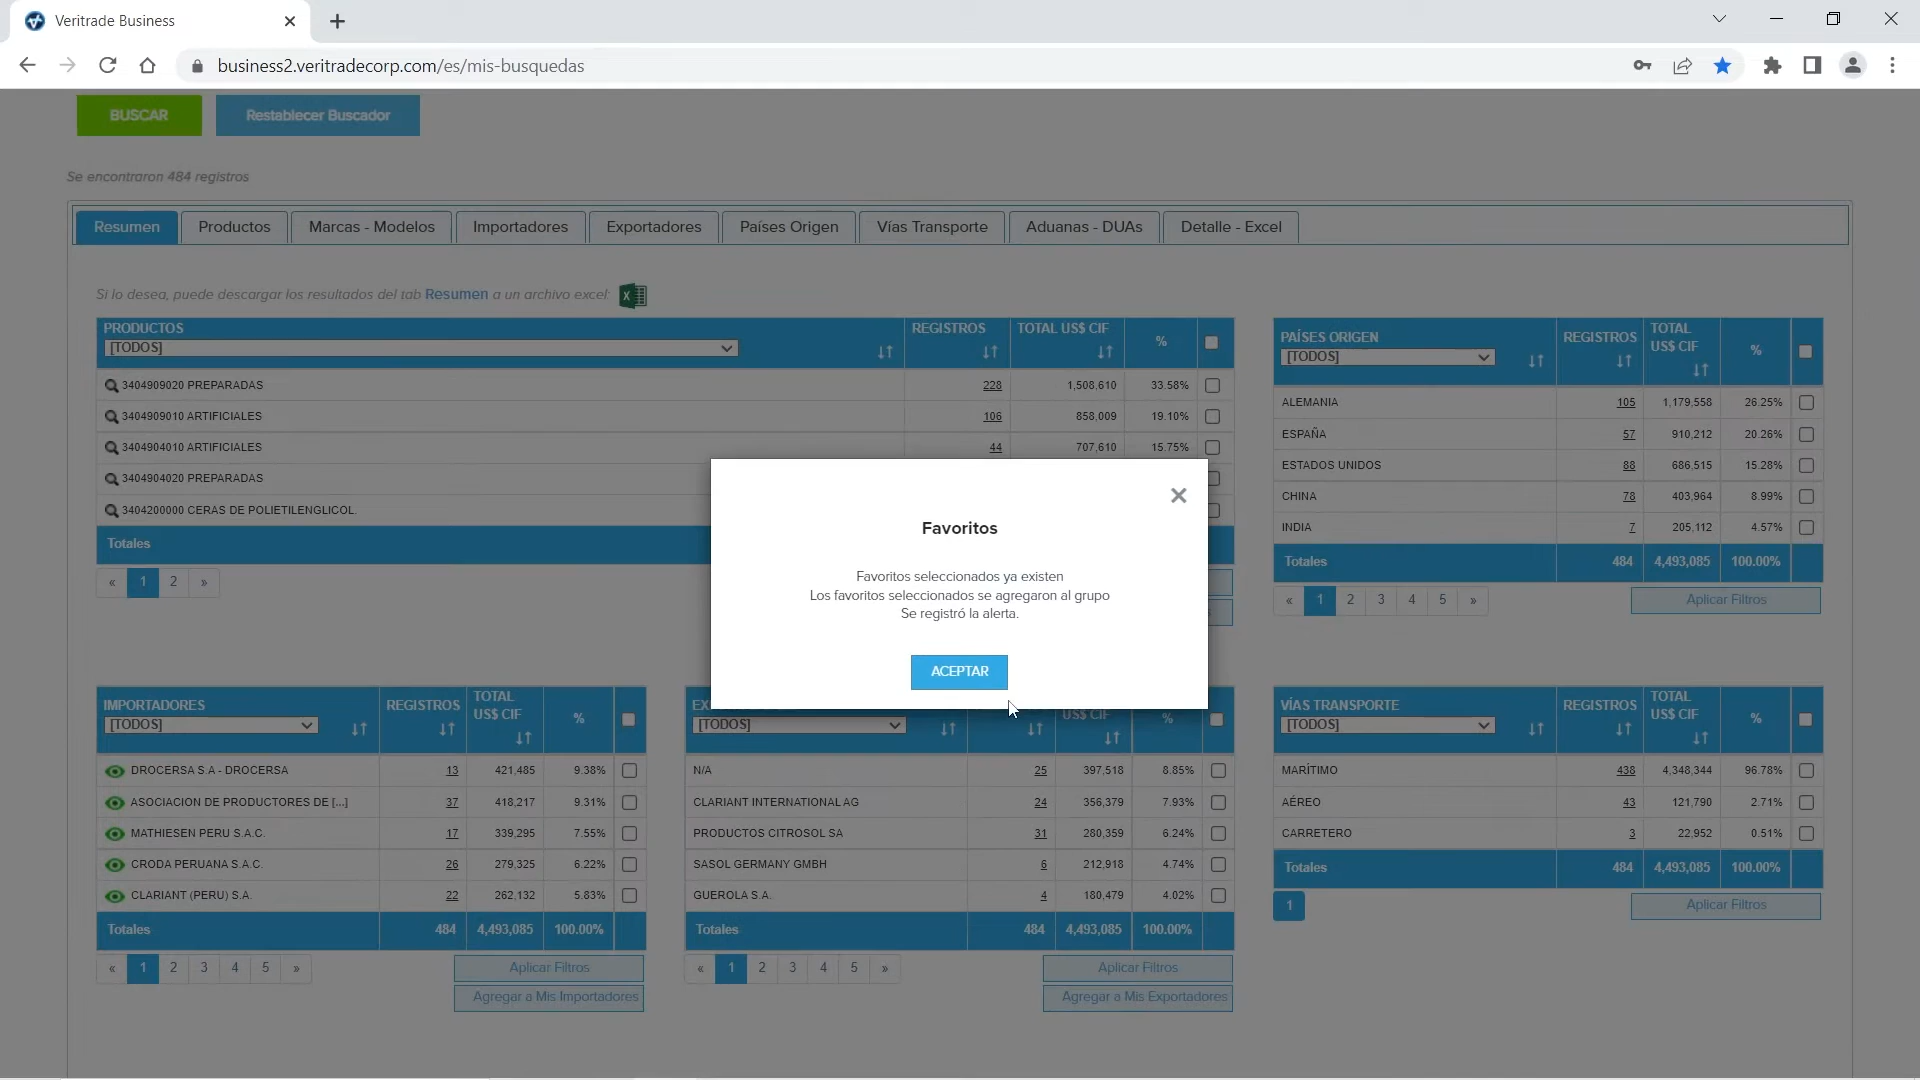 Veritrade Business
business2.veritradecorp.com/es/mis-busquedas
BUSCAR
Restablecer Buscador
Se encontraron 484 registros
Resumen
Productos
Marcas - Modelos
Importadores
Exportadores
Países Origen
Vías Transporte
Aduanas - DUAs
Detalle - Excel
Si lo desea, puede descargar los resultados del tab Resumen a un archivo excel:
PRODUCTOS
[TODOS]
REGISTROS
TOTAL US$ CIF
%
3404909020 PREPARADAS 228 1,508,610 33.58%
3404909010 ARTIFICIALES 106 858,009 19.10%
3404904010 ARTIFICIALES 44 707,610 15.75%
3404904020 PREPARADAS
3404200000 CERAS DE POLIETILENGLICOL.
Totales
« 1 2 »
PAÍSES ORIGEN
[TODOS]
REGISTROS
TOTAL
US$ CIF
%
ALEMANIA 105 1,179,558 26.25%
ESPAÑA 57 910,212 20.26%
ESTADOS UNIDOS 88 686,515 15.28%
CHINA 78 403,964 8.99%
INDIA 7 205,112 4.57%
Totales 484 4,493,085 100.00%
« 1 2 3 4 5 »
Aplicar Filtros
Favoritos
Favoritos seleccionados ya existen
Los favoritos seleccionados se agregaron al grupo
Se registró la alerta.
ACEPTAR
IMPORTADORES
[TODOS]
REGISTROS
TOTAL
US$ CIF
%
DROCERSA S.A - DROCERSA 13 421,485 9.38%
ASOCIACION DE PRODUCTORES DE [...] 37 418,217 9.31%
MATHIESEN PERU S.A.C. 17 339,295 7.55%
CRODA PERUANA S.A.C. 26 279,325 6.22%
CLARIANT (PERU) S.A. 22 262,132 5.83%
Totales 484 4,493,085 100.00%
« 1 2 3 4 5 »
Aplicar Filtros
Agregar a Mis Importadores
EX
[TODOS]
US$ CIF
%
N/A 25 397,518 8.85%
CLARIANT INTERNATIONAL AG 24 356,379 7.93%
PRODUCTOS CITROSOL SA 31 280,359 6.24%
SASOL GERMANY GMBH 6 212,918 4.74%
GUEROLA S.A. 4 180,479 4.02%
Totales 484 4,493,085 100.00%
« 1 2 3 4 5 »
Aplicar Filtros
Agregar a Mis Exportadores
VÍAS TRANSPORTE
[TODOS]
REGISTROS
TOTAL
US$ CIF
%
MARÍTIMO 438 4,348,344 96.78%
AÉREO 43 121,790 2.71%
CARRETERO 3 22,952 0.51%
Totales 484 4,493,085 100.00%
1
Aplicar Filtros